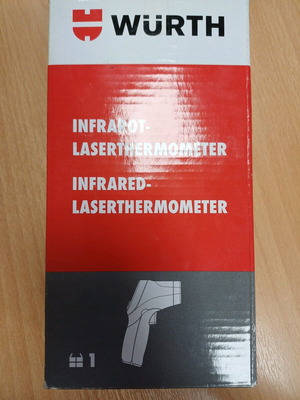 WÜRTH
INFRAROT-
LASERTHERMOMETER
INFRARED-
LASERTHERMOMETER
1